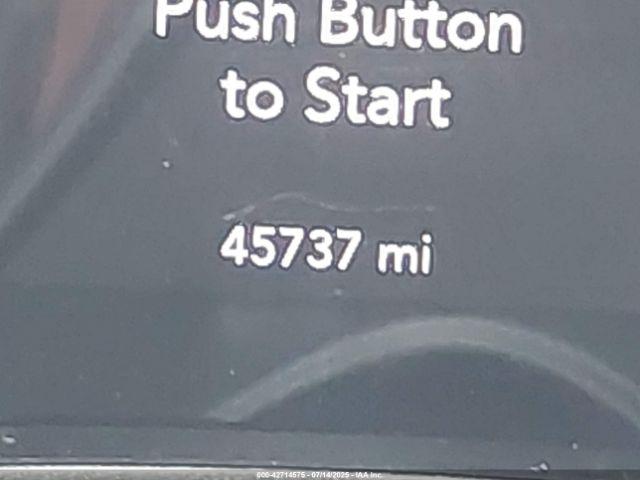 Push Button
to Start
45737 mi
000-42714575 - 07/14/2025 - IAA Inc.